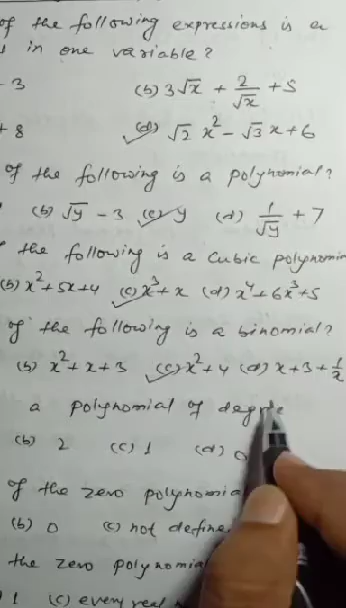 of the following expressions is a
in one variable?
3 (b) 3√x + 2/√x + 5
+ 8 (d) √2 x² - √3 x + 6
of the following is a polynomial?
(b) √y - 3 (c) y (d) 1/√y + 7
the following is a cubic polynomi
(b) x² + 5x + 4 (c) x³ + x (d) x⁴ + 6x³ + 5
of the following is a binomial?
(b) x² + x + 3 (c) x² + 4 (d) x + 3 + 1/x
a polynomial of degree
(b) 2 (c) 1 (d) 0
of the zero polynomia
(b) 0 (c) not define
the zero polynomial
1 (c) every real